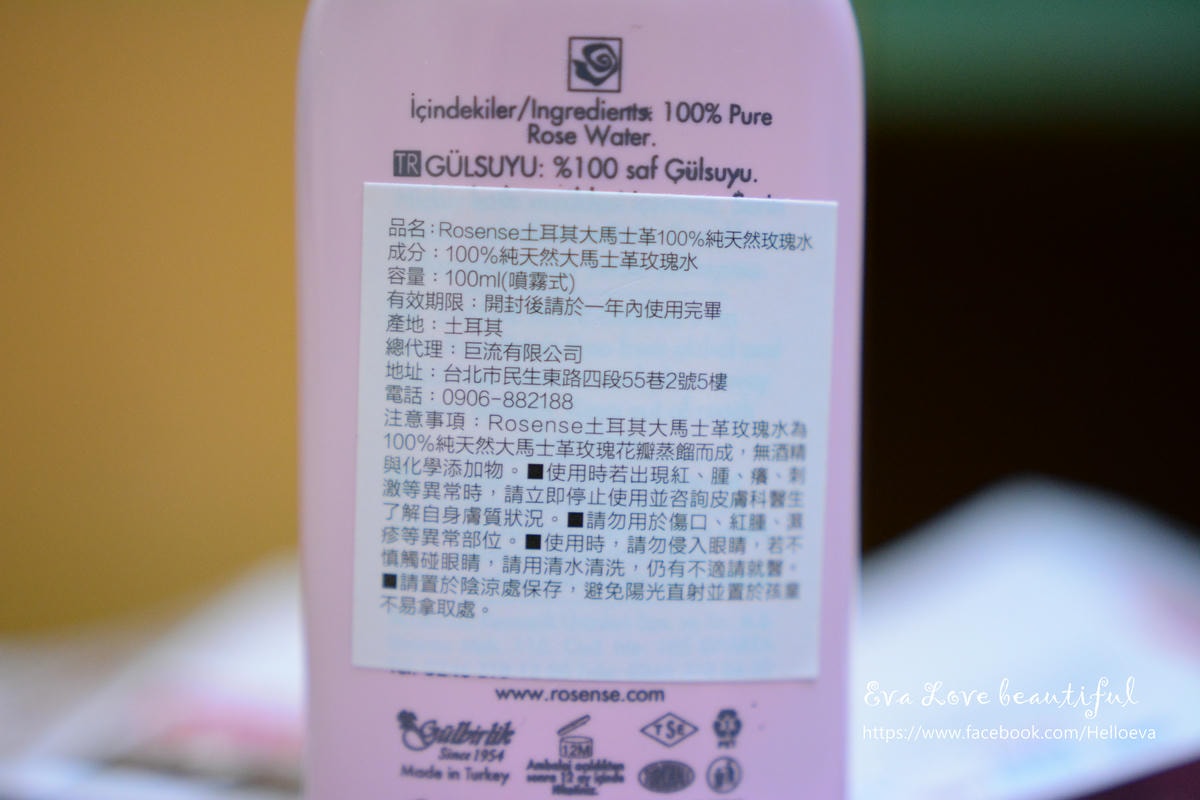 İçindekiler/Ingredients: 100% Pure
Rose Water.
TR GÜLSUYU: %100 saf Gülsuyu.
品名：Rosense土耳其大馬士革100%純天然玫瑰水
成分：100%純天然大馬士革玫瑰水
容量：100ml(噴霧式)
有效期限：開封後請於一年內使用完畢
產地：土耳其
總代理：巨流有限公司
地址：台北市民生東路四段55巷2號5樓
電話：0906-882188
注意事項：Rosense土耳其大馬士革玫瑰水為
100%純天然大馬士革玫瑰花瓣蒸餾而成，無酒精
與化學添加物。■使用時若出現紅、腫、癢、刺
激等異常時，請立即停止使用並咨詢皮膚科醫生
了解自身膚質狀況。■請勿用於傷口、紅腫、濕
疹等異常部位。■使用時，請勿侵入眼睛，若不
慎觸碰眼睛，請用清水清洗，仍有不適請就醫。
■請置於陰涼處保存，避免陽光直射並置於孩童
不易拿取處。
www.rosense.com
Gülbirlik
Since 1954
Made in Turkey
12M
Ambalaj açıldıktan
sonra 12 ay içinde
TSE
PET
Eva Love beautiful
https://www.facebook.com/Helloeva